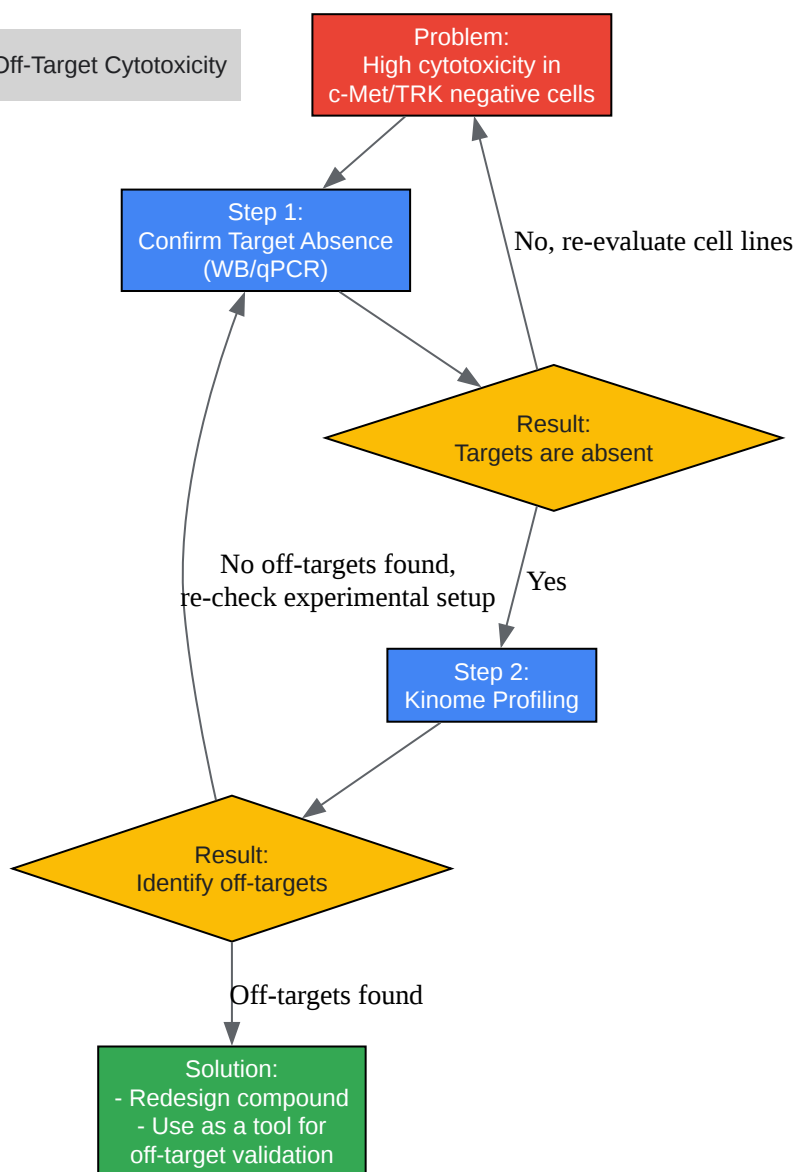 Off-Target Cytotoxicity
Problem:
High cytotoxicity in
c-Met/TRK negative cells
Step 1:
Confirm Target Absence
(WB/qPCR)
No, re-evaluate cell lines
Result:
Targets are absent
No off-targets found,
re-check experimental setup
Yes
Step 2:
Kinome Profiling
Result:
Identify off-targets
Off-targets found
Solution:
- Redesign compound
- Use as a tool for
off-target validation